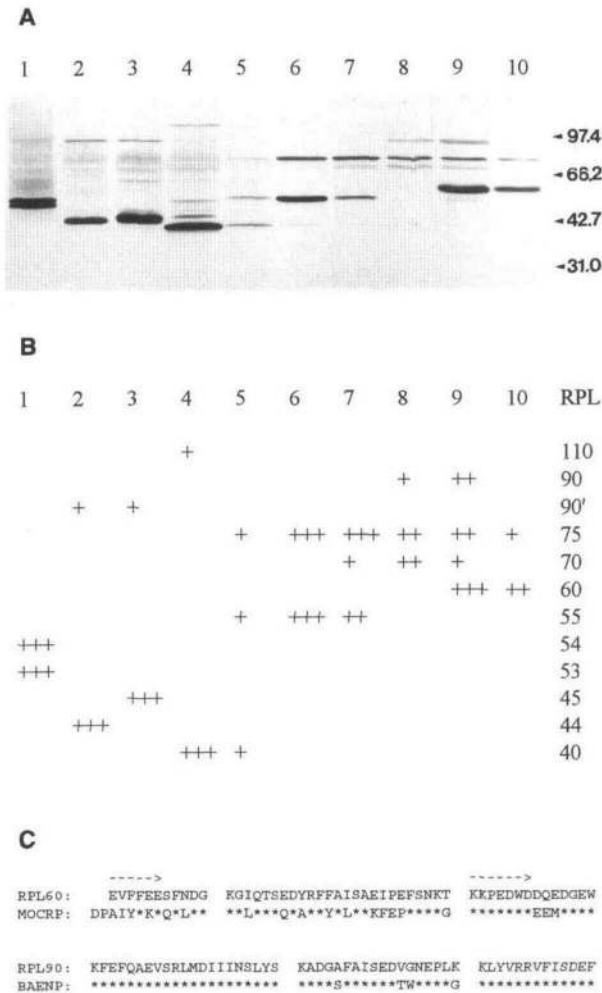 A
1 2 3 4 5 6 7 8 9 10
◄97.4
◄66,2
◄42.7
◄31.0
B
1 2 3 4 5 6 7 8 9 10 RPL
+ 110
+ ++ 90
+ + 90'
+ +++ +++ ++ ++ + 75
+ ++ + 70
+++ ++ 60
+ +++ ++ 55
+++ 54
+++ 53
+++ 45
+++ 44
+++ + 40
C
-----> ------>
RPL60: EVFFEESFNDG KGIQTSEDYRFFAISAEIPEFSNKT KKPEDWDDQEDGEW
MOCRP: DPAIY*K*Q*L** **L***Q*A**Y*L**KFEP****G *******EEM****
RPL90: KFEFQAEVSRLMDIIINSLYS KADGAFAISEDVGNEPLK KLYVRRVFISDEF
BAENP: ********************* ****S******TW***G *************